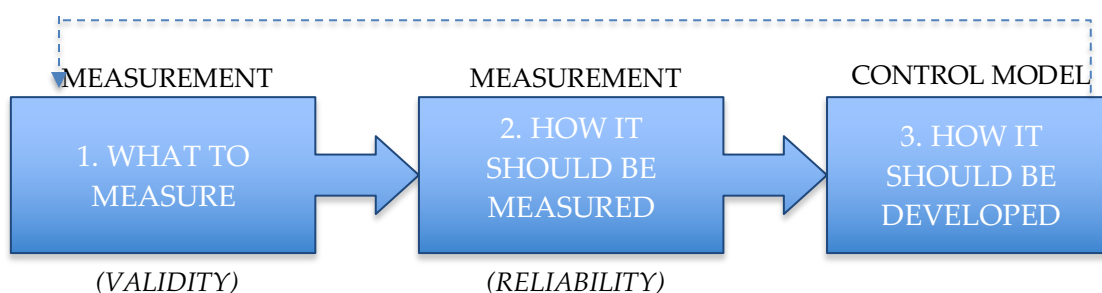 MEASUREMENT
1. WHAT TO
MEASURE
(VALIDITY)
MEASUREMENT
2. HOW IT
SHOULD BE
MEASURED
(RELIABILITY)
CONTROL MODEL
3. HOW IT
SHOULD BE
DEVELOPED